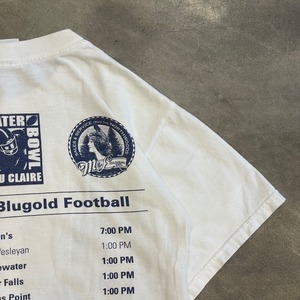 ATER
BOWL
U CLAIRE
Blugold Football
n's 7:00 PM
Wesleyan 1:00 PM
ewater 1:00 PM
r Falls 1:00 PM
ns Point 1:00 PM